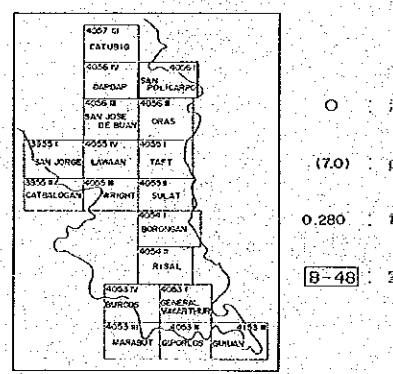 4057 III
CATUBIG
4056 IV
DAPDAP
4056 I
SAN
POLICARPO
4056 III
SAN JOSE
DE BUAN
4056 II
ORAS
3955 I
SAN JORGE
4055 IV
LAWAAN
4055 I
TAFT
3955 II
CATBALOGAN
4055 III
WRIGHT
4055 II
SULAT
4054 I
BORONGAN
4054 II
RISAL
4053 IV
BURGOS
4053 I
GENERAL
MACARTHUR
4053 III
MARABUT
4053 II
GIPORLOS
4153 III
GUIUAN
O :
(7.0) :
0.280 :
B-48 :